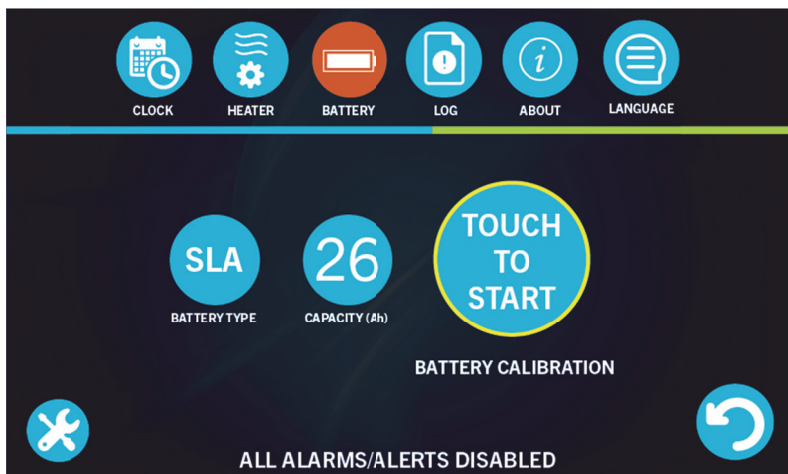 CLOCK HEATER BATTERY LOG ABOUT LANGUAGE
SLA 26 TOUCH TO START
BATTERY TYPE CAPACITY (Ah)
BATTERY CALIBRATION
ALL ALARMS/ALERTS DISABLED